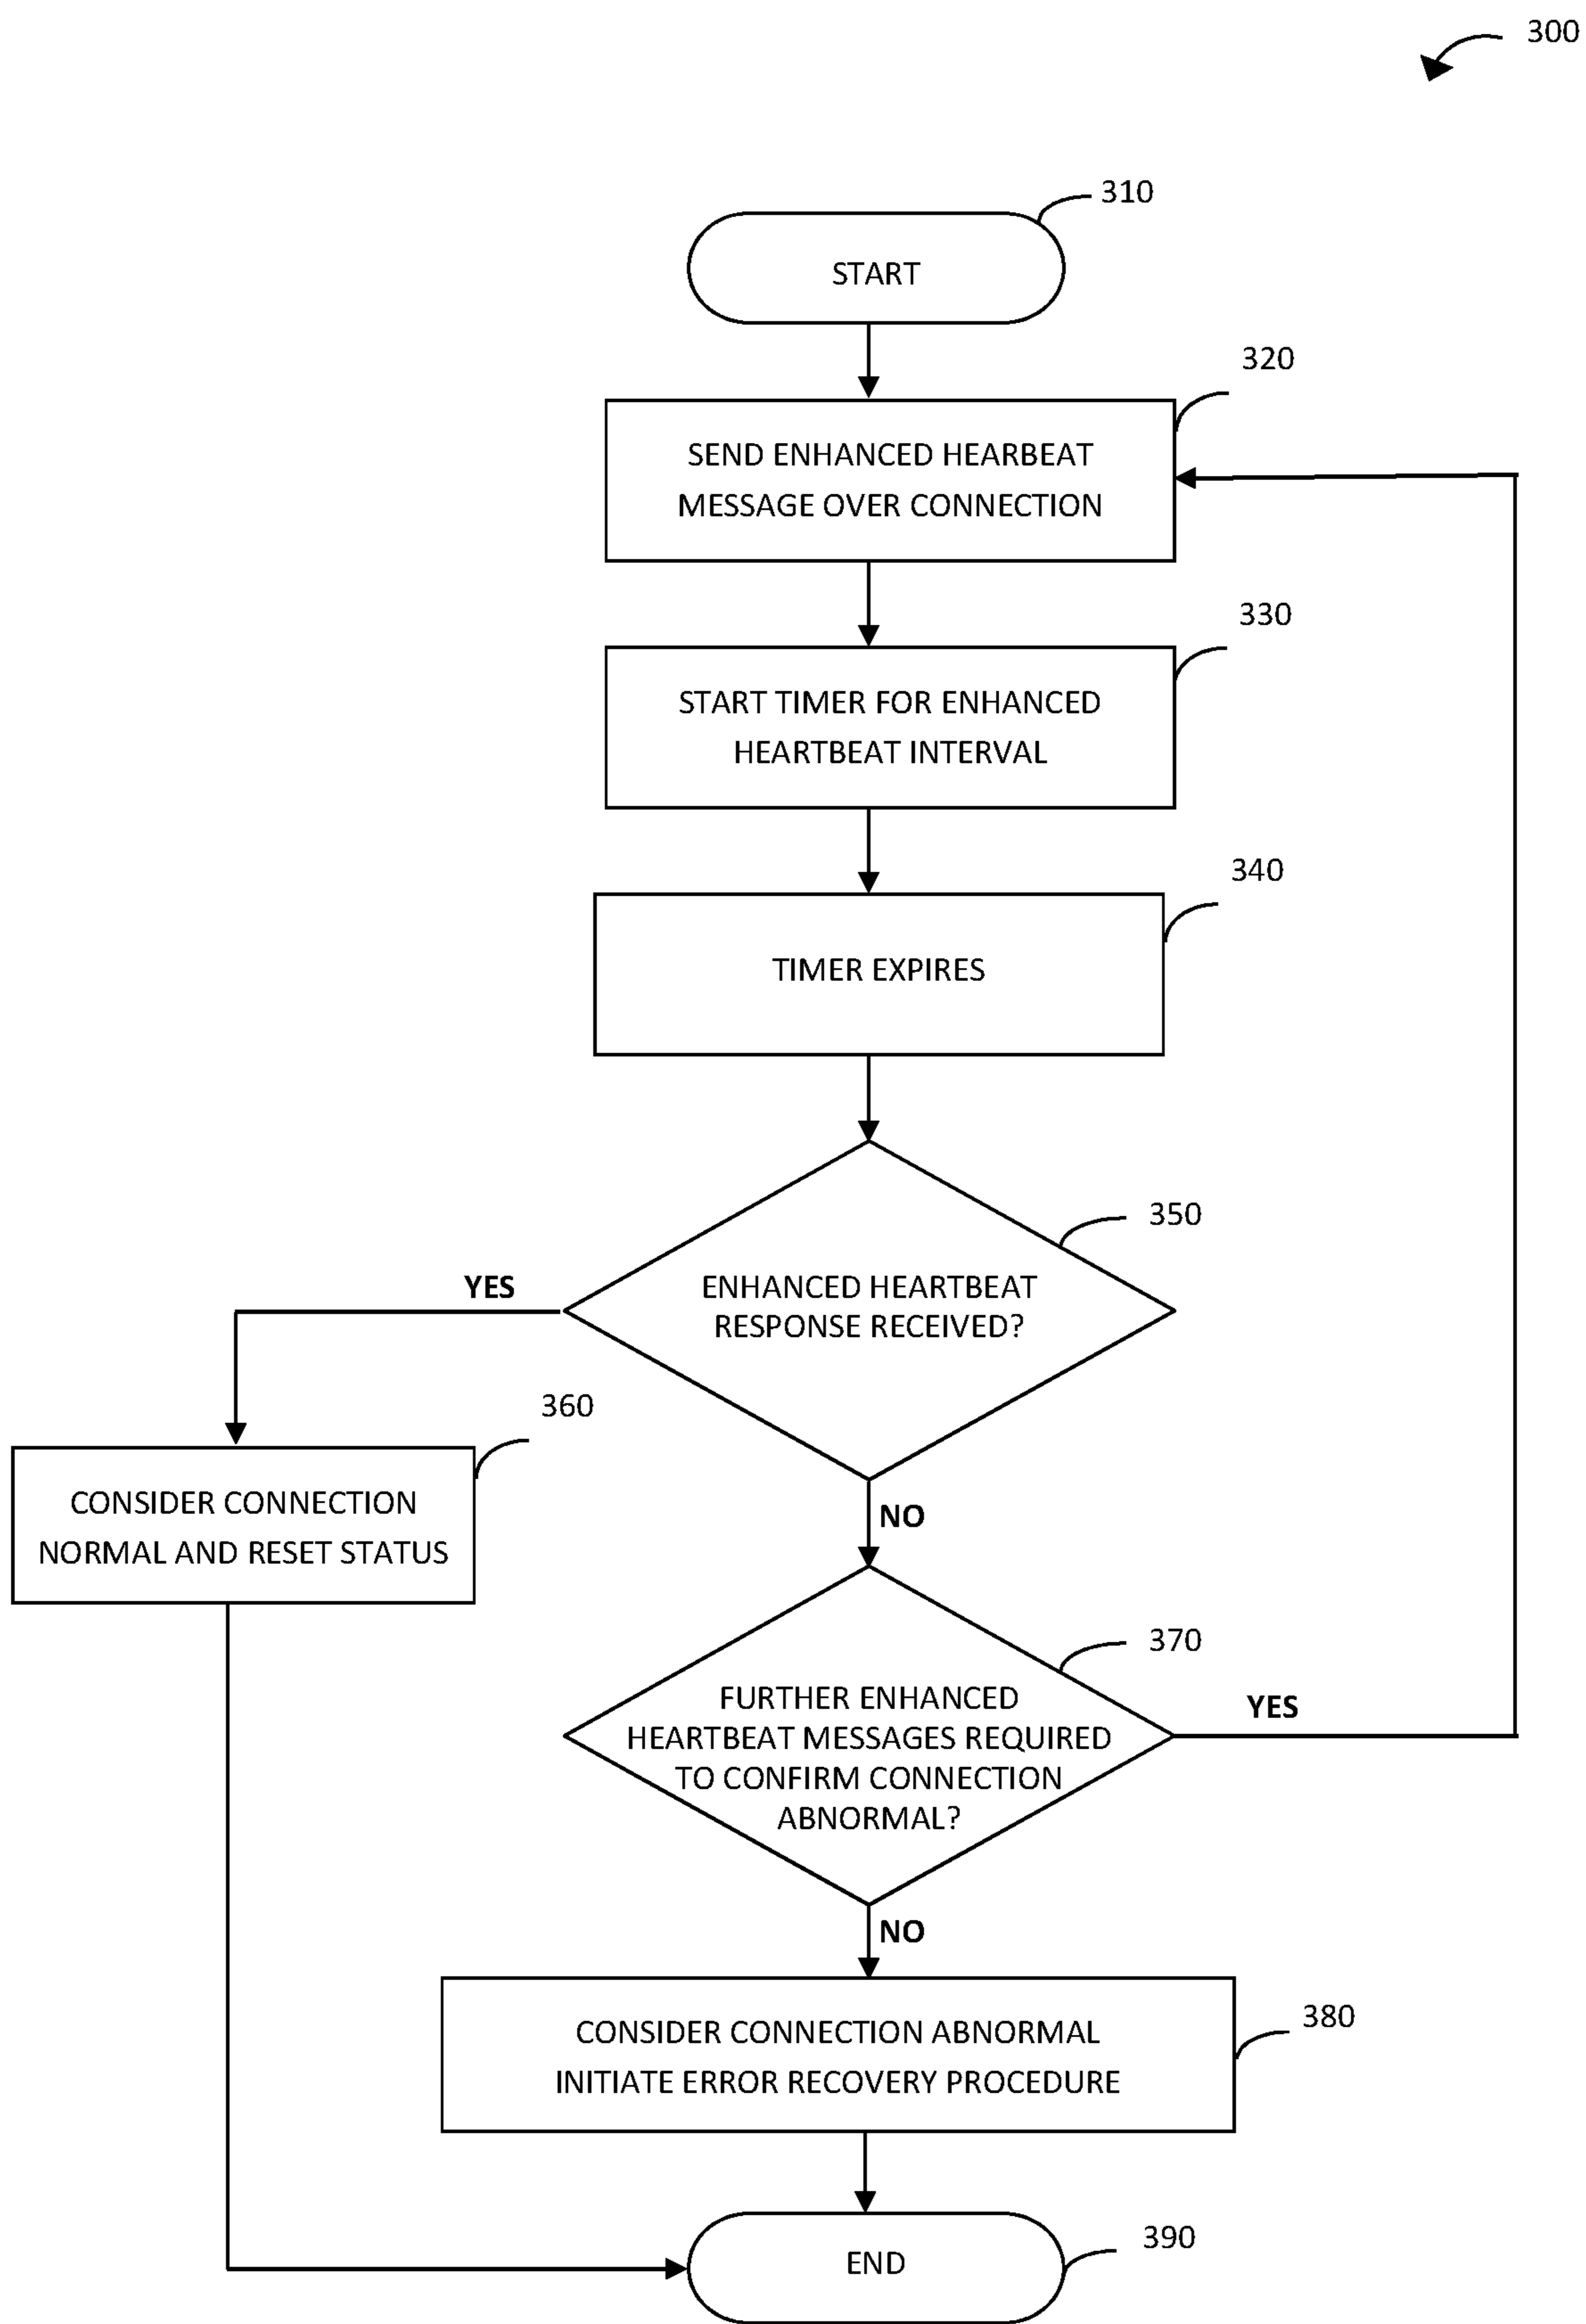 300
310
START
320
SEND ENHANCED HEARBEAT
MESSAGE OVER CONNECTION
330
START TIMER FOR ENHANCED
HEARTBEAT INTERVAL
340
TIMER EXPIRES
350
YES
ENHANCED HEARTBEAT
RESPONSE RECEIVED?
360
CONSIDER CONNECTION
NORMAL AND RESET STATUS
NO
370
FURTHER ENHANCED
HEARTBEAT MESSAGES REQUIRED
TO CONFIRM CONNECTION
ABNORMAL?
YES
NO
380
CONSIDER CONNECTION ABNORMAL
INITIATE ERROR RECOVERY PROCEDURE
390
END